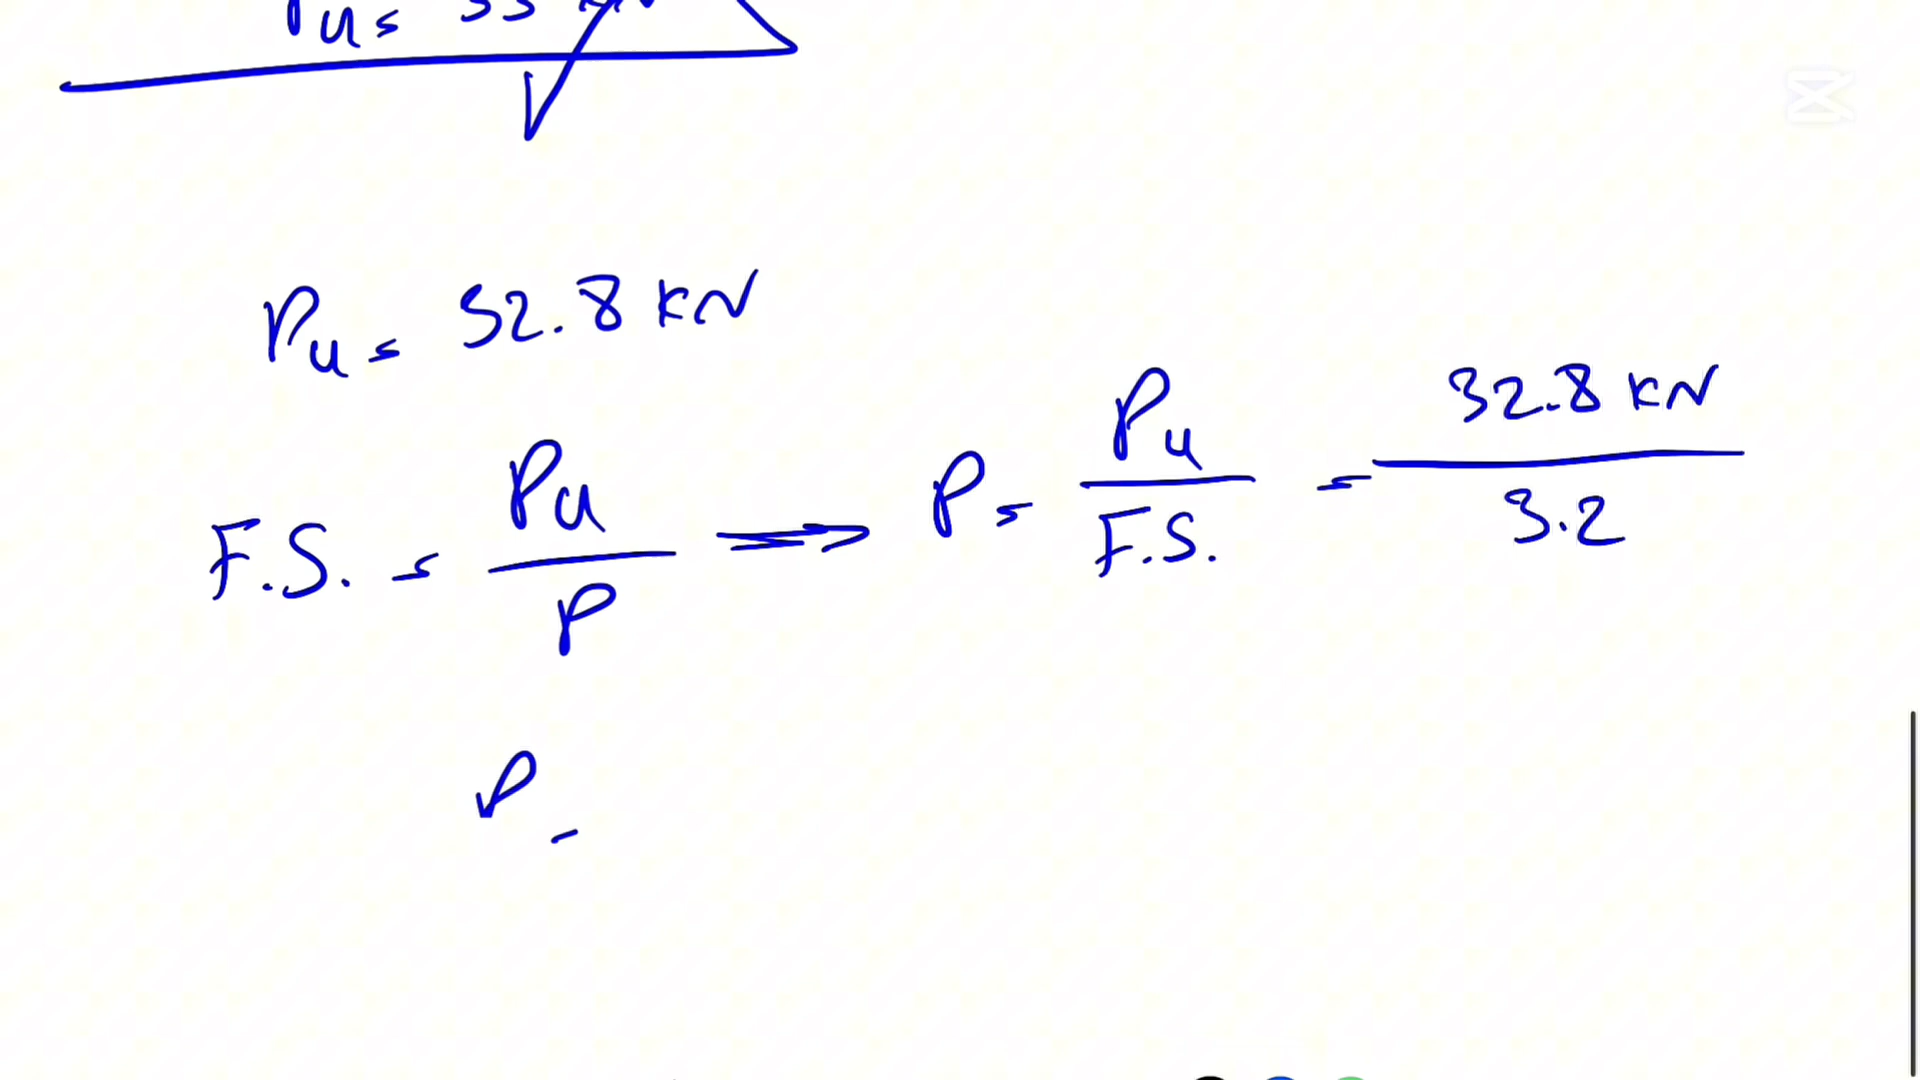 Pu = 32.8 kN
F.S. = Pu / P ⟹ P = Pu / F.S. = 32.8 kN / 3.2
P -